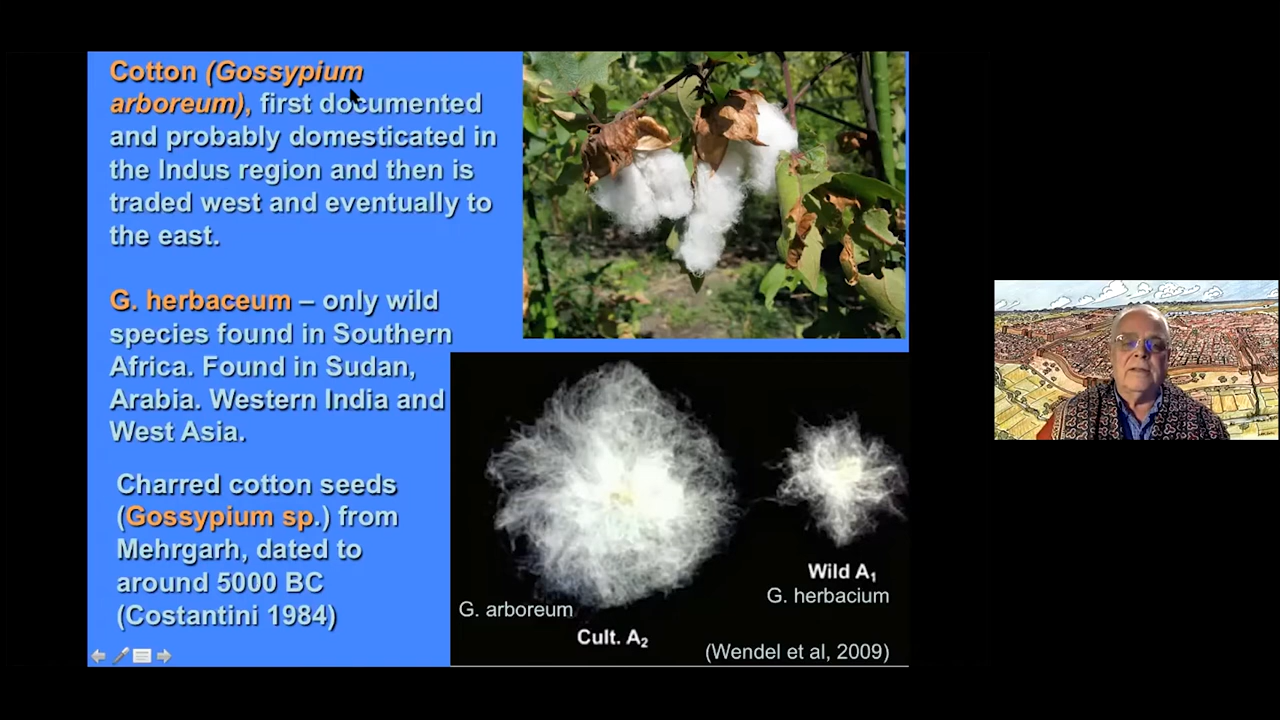 Cotton (Gossypium
arboreum), first documented
and probably domesticated in
the Indus region and then is
traded west and eventually to
the east.
G. herbaceum – only wild
species found in Southern
Africa. Found in Sudan,
Arabia. Western India and
West Asia.
Charred cotton seeds
(Gossypium sp.) from
Mehrgarh, dated to
around 5000 BC
(Costantini 1984)
Wild A₁
G. herbacium
G. arboreum
Cult. A₂
(Wendel et al, 2009)